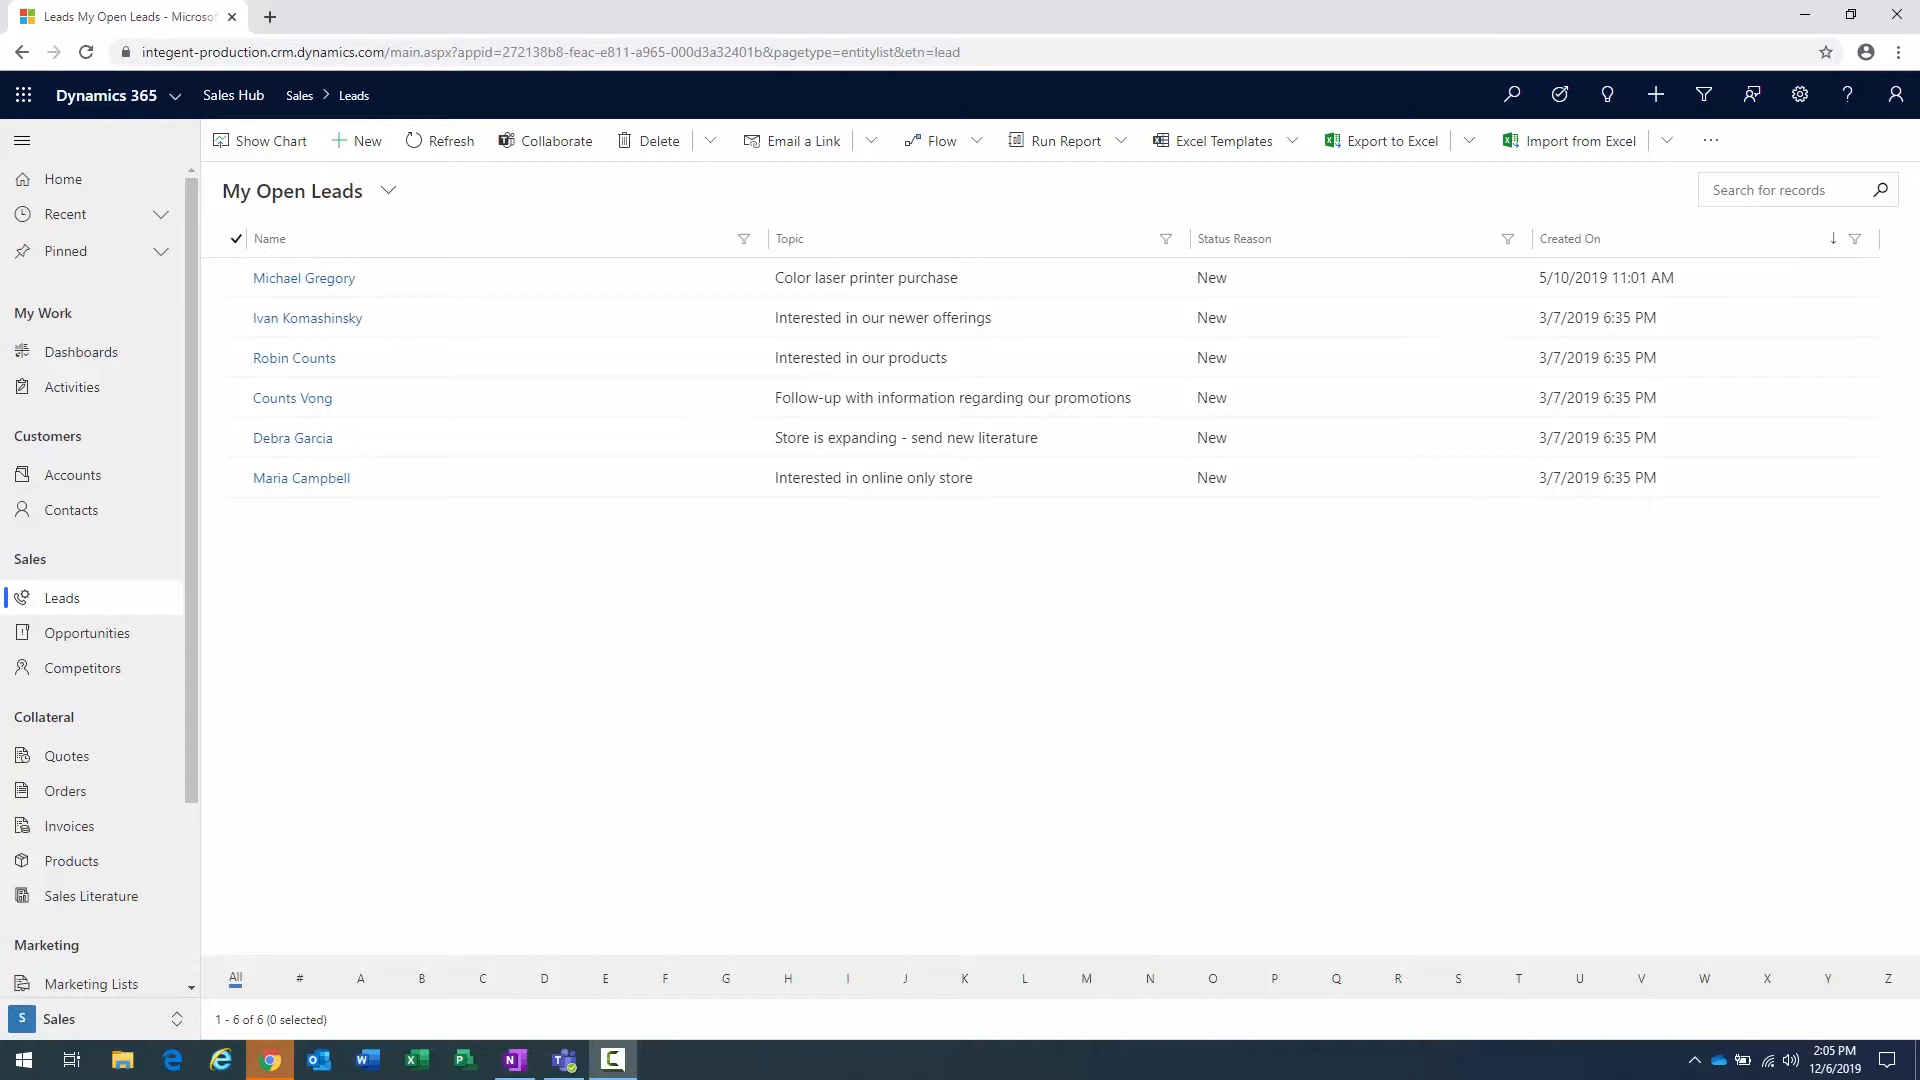 Leads My Open Leads - Microsof
integent-production.crm.dynamics.com/main.aspx?appid=272138b8-feac-e811-a965-000d3a32401b&pagetype=entitylist&etn=lead
Dynamics 365 Sales Hub Sales > Leads
Show Chart New Refresh Collaborate Delete Email a Link Flow Run Report Excel Templates Export to Excel Import from Excel
Home
Recent
Pinned
My Work
Dashboards
Activities
Customers
Accounts
Contacts
Sales
Leads
Opportunities
Competitors
Collateral
Quotes
Orders
Invoices
Products
Sales Literature
Marketing
Marketing Lists
S Sales
My Open Leads
Search for records
Name Topic Status Reason Created On
Michael Gregory Color laser printer purchase New 5/10/2019 11:01 AM
Ivan Komashinsky Interested in our newer offerings New 3/7/2019 6:35 PM
Robin Counts Interested in our products New 3/7/2019 6:35 PM
Counts Vong Follow-up with information regarding our promotions New 3/7/2019 6:35 PM
Debra Garcia Store is expanding - send new literature New 3/7/2019 6:35 PM
Maria Campbell Interested in online only store New 3/7/2019 6:35 PM
All # A B C D E F G H I J K L M N O P Q R S T U V W X Y Z
1 - 6 of 6 (0 selected)
2:05 PM
12/6/2019